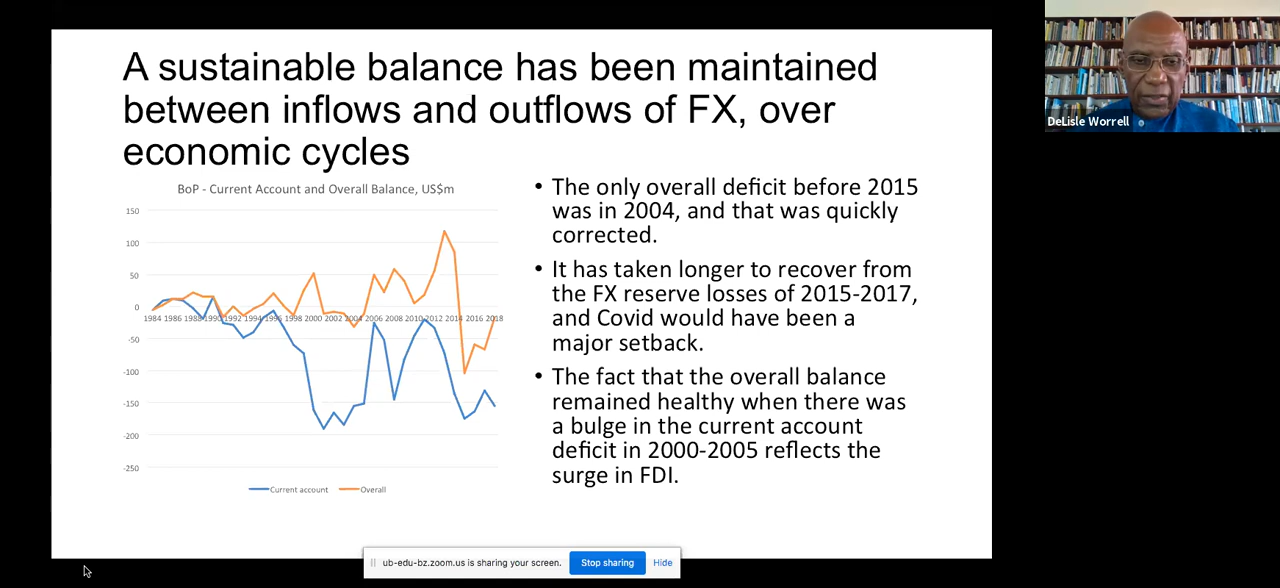 A sustainable balance has been maintained
between inflows and outflows of FX, over
economic cycles
BoP - Current Account and Overall Balance, US$m
150
100
50
0
-50
-100
-150
-200
-250
1984 1986 1988 1990 1992 1994 1996 1998 2000 2002 2004 2006 2008 2010 2012 2014 2016 2018
Current account Overall
• The only overall deficit before 2015
was in 2004, and that was quickly
corrected.
• It has taken longer to recover from
the FX reserve losses of 2015-2017,
and Covid would have been a
major setback.
• The fact that the overall balance
remained healthy when there was
a bulge in the current account
deficit in 2000-2005 reflects the
surge in FDI.
DeLisle Worrell
ub-edu-bz.zoom.us is sharing your screen. Stop sharing Hide